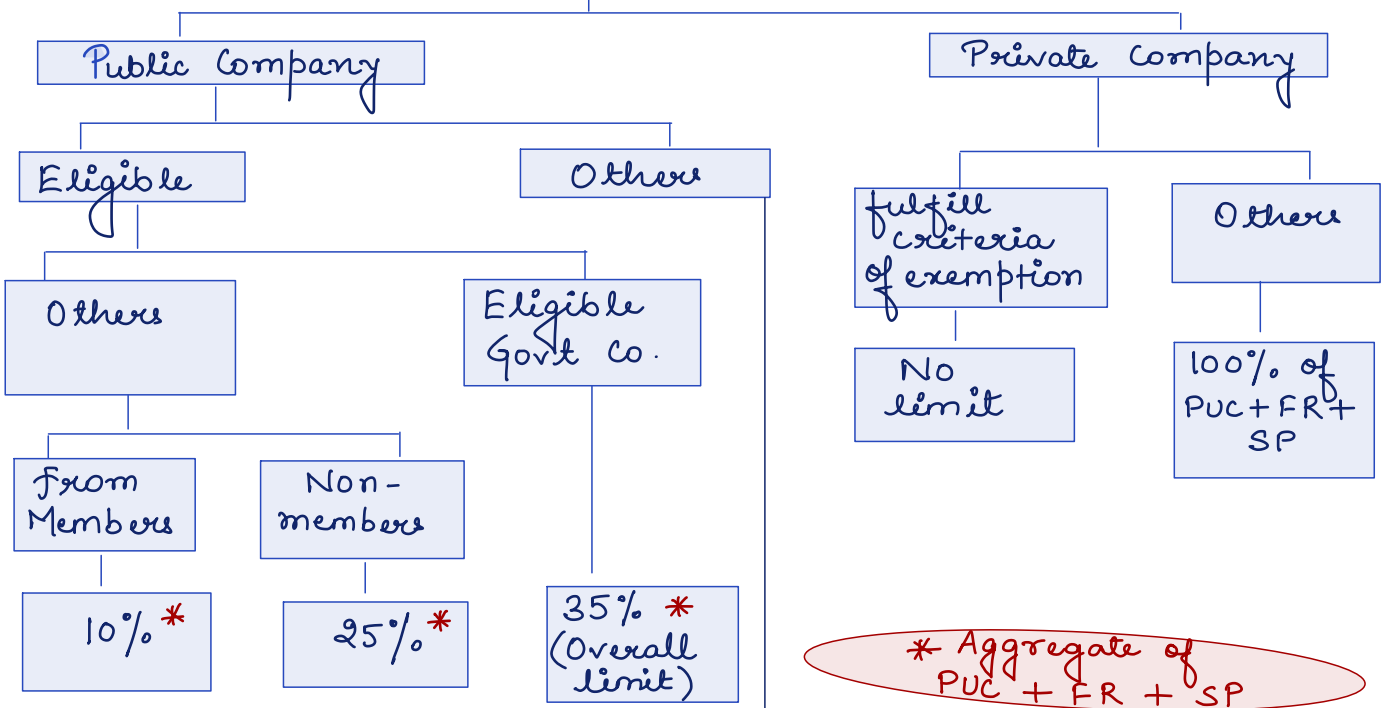 Public Company
Private Company
Eligible
Others
fulfill
criteria
of exemption
Others
Others
Eligible
Govt Co.
No
limit
100% of
PUC + FR +
SP
From
Members
Non-
members
10% *
25% *
35% *
(Overall
limit)
* Aggregate of
PUC + FR + SP